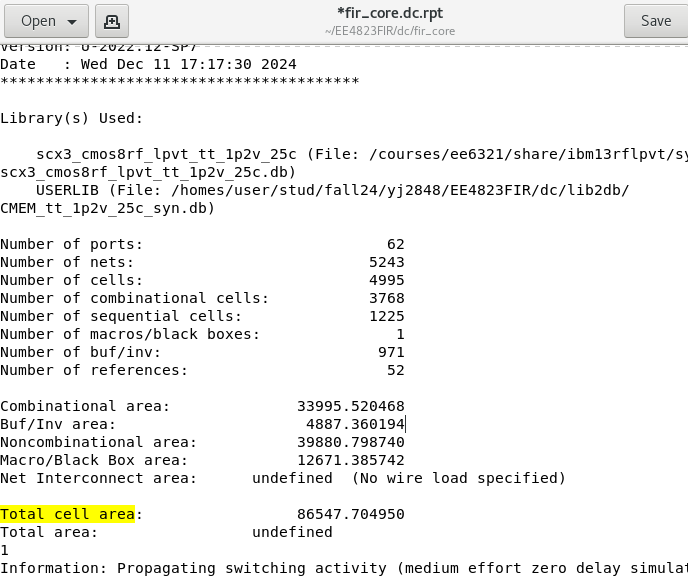 Open
*fir_core.dc.rpt
~/EE4823FIR/dc/fir_core
Save
Version: U-2022.12-SP7
Date   : Wed Dec 11 17:17:30 2024
****************************************
Library(s) Used:
    scx3_cmos8rf_lpvt_tt_1p2v_25c (File: /courses/ee6321/share/ibm13rflpvt/sy
scx3_cmos8rf_lpvt_tt_1p2v_25c.db)
    USERLIB (File: /homes/user/stud/fall24/yj2848/EE4823FIR/dc/lib2db/
CMEM_tt_1p2v_25c_syn.db)
Number of ports:                           62
Number of nets:                         5243
Number of cells:                        4995
Number of combinational cells:          3768
Number of sequential cells:             1225
Number of macros/black boxes:              1
Number of buf/inv:                       971
Number of references:                     52
Combinational area:              33995.520468
Buf/Inv area:                     4887.360194
Noncombinational area:           39880.798740
Macro/Black Box area:            12671.385742
Net Interconnect area:      undefined  (No wire load specified)
Total cell area:                 86547.704950
Total area:                 undefined
1
Information: Propagating switching activity (medium effort zero delay simulat